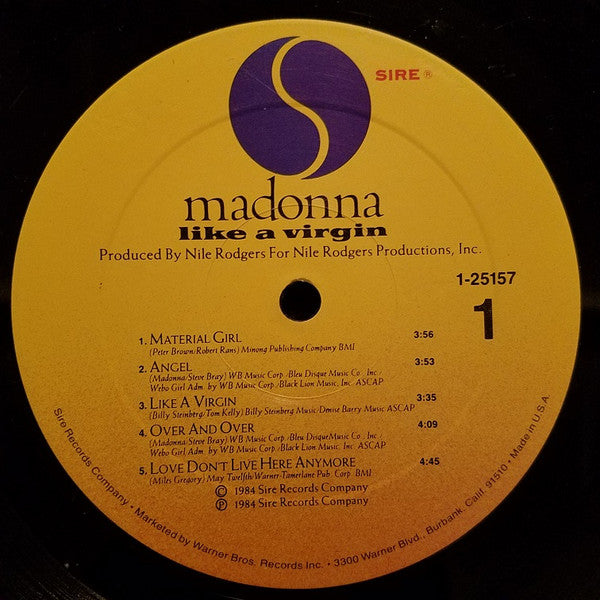 SIRE ®
madonna
like a virgin
Produced By Nile Rodgers For Nile Rodgers Productions, Inc.
1-25157
1
1. MATERIAL GIRL 3:56
(Peter Brown/Robert Rans) Minong Publishing Company BMI
2. ANGEL 3:53
(Madonna/Steve Bray) WB Music Corp./Bleu Disque Music Co. Inc./
Webo Girl Adm. by WB Music Corp./Black Lion Music, Inc. ASCAP
3. LIKE A VIRGIN 3:35
(Billy Steinberg/Tom Kelly) Billy Steinberg Music/Denise Barry Music ASCAP
4. OVER AND OVER 4:09
(Madonna/Steve Bray) WB Music Corp./Bleu Disque Music Co. Inc./
Webo Girl Adm. by WB Music Corp./Black Lion Music. Inc. ASCAP
5. LOVE DON'T LIVE HERE ANYMORE 4:45
(Miles Gregory) May Twelfth/Warner-Tamerlane Pub. Corp. BMI
© 1984 Sire Records Company
℗ 1984 Sire Records Company
Sire Records Company • Marketed by Warner Bros. Records Inc. • 3300 Warner Blvd., Burbank, Calif. 91510 • Made in U.S.A.